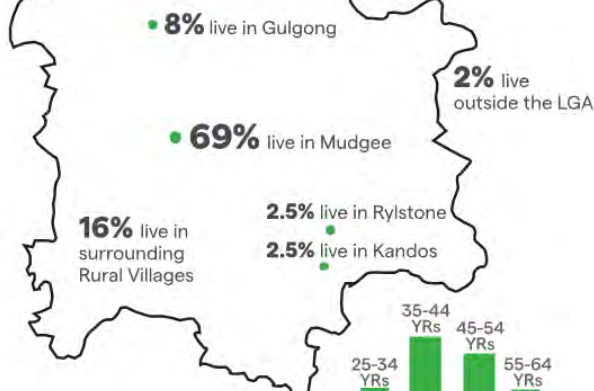 8% live in Gulgong
2% live
outside the LGA
69% live in Mudgee
2.5% live in Rylstone
16% live in
surrounding
Rural Villages
2.5% live in Kandos
35-44
YRs
45-54
YRs
25-34
YRs
55-64
YRs